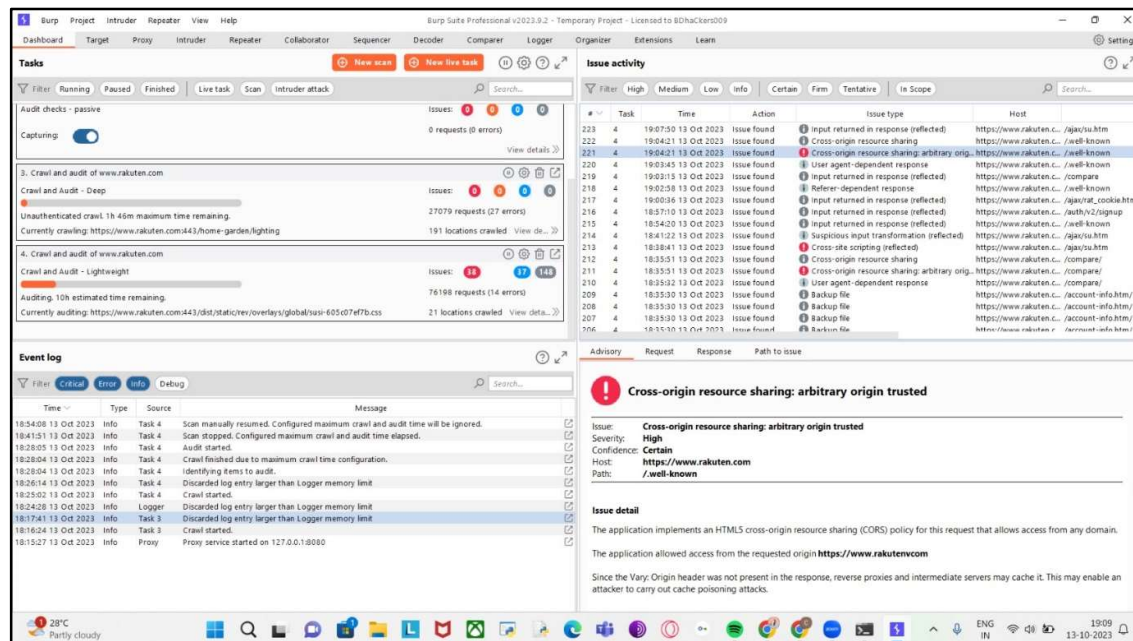 Burp Project Intruder Repeater View Help
Burp Suite Professional v2023.9.2 - Temporary Project - Licensed to BDhaCkers009
Dashboard Target Proxy Intruder Repeater Collaborator Sequencer Decoder Comparer Logger Organizer Extensions Learn
Setting
Tasks
New scan
New live task
Filter Running Paused Finished Live task Scan Intruder attack Search...
Audit checks - passive
Issues: 0 0 0 0
Capturing:
0 requests (0 errors)
View details
3. Crawl and audit of www.rakuten.com
Crawl and Audit - Deep
Issues: 0 0 0 0
Unauthenticated crawl. 1h 46m maximum time remaining.
27079 requests (27 errors)
Currently crawling: https://www.rakuten.com:443/home-garden/lighting
191 locations crawled View de...
4. Crawl and audit of www.rakuten.com
Crawl and Audit - Lightweight
Issues: 38 37 148
Auditing. 10h estimated time remaining.
76198 requests (14 errors)
Currently auditing: https://www.rakuten.com:443/dist/static/rev/overlays/global/susi-605c07ef7b.css
21 locations crawled View deta...
Issue activity
Filter High Medium Low Info Certain Firm Tentative In Scope Search...
# Task Time Action Issue type Host
223 4 19:07:50 13 Oct 2023 Issue found Input returned in response (reflected) https://www.rakuten.c... /ajax/su.htm
222 4 19:04:21 13 Oct 2023 Issue found Cross-origin resource sharing https://www.rakuten.c... /.well-known
221 4 19:04:21 13 Oct 2023 Issue found Cross-origin resource sharing: arbitrary orig... https://www.rakuten.c... /.well-known
220 4 19:03:45 13 Oct 2023 Issue found User agent-dependent response https://www.rakuten.c... /.well-known
219 4 19:03:15 13 Oct 2023 Issue found Input returned in response (reflected) https://www.rakuten.c... /compare
218 4 19:02:58 13 Oct 2023 Issue found Referer-dependent response https://www.rakuten.c... /.well-known
217 4 19:00:36 13 Oct 2023 Issue found Input returned in response (reflected) https://www.rakuten.c... /ajax/rat_cookie.htm
216 4 18:57:10 13 Oct 2023 Issue found Input returned in response (reflected) https://www.rakuten.c... /auth/v2/signup
215 4 18:54:20 13 Oct 2023 Issue found Input returned in response (reflected) https://www.rakuten.c... /.well-known
214 4 18:41:22 13 Oct 2023 Issue found Suspicious input transformation (reflected) https://www.rakuten.c... /ajax/su.htm
213 4 18:38:41 13 Oct 2023 Issue found Cross-site scripting (reflected) https://www.rakuten.c... /ajax/su.htm
212 4 18:35:51 13 Oct 2023 Issue found Cross-origin resource sharing https://www.rakuten.c... /compare/
211 4 18:35:51 13 Oct 2023 Issue found Cross-origin resource sharing: arbitrary orig... https://www.rakuten.c... /compare/
210 4 18:35:32 13 Oct 2023 Issue found User agent-dependent response https://www.rakuten.c... /compare/
209 4 18:35:30 13 Oct 2023 Issue found Backup file https://www.rakuten.c... /account-info.htm/
208 4 18:35:30 13 Oct 2023 Issue found Backup file https://www.rakuten.c... /account-info.htm/
207 4 18:35:30 13 Oct 2023 Issue found Backup file https://www.rakuten.c... /account-info.htm/
206 4 18:35:30 13 Oct 2023 Issue found Backup file https://www.rakuten.c... /account-info.htm/
Event log
Filter Critical Error Info Debug Search...
Time Type Source Message
18:54:08 13 Oct 2023 Info Task 4 Scan manually resumed. Configured maximum crawl and audit time will be ignored.
18:41:51 13 Oct 2023 Info Task 4 Scan stopped. Configured maximum crawl and audit time elapsed.
18:28:05 13 Oct 2023 Info Task 4 Audit started.
18:28:04 13 Oct 2023 Info Task 4 Crawl finished due to maximum crawl time configuration.
18:28:04 13 Oct 2023 Info Task 4 Identifying items to audit.
18:26:14 13 Oct 2023 Info Task 4 Discarded log entry larger than Logger memory limit
18:25:02 13 Oct 2023 Info Task 4 Crawl started.
18:24:28 13 Oct 2023 Info Logger Discarded log entry larger than Logger memory limit
18:17:41 13 Oct 2023 Info Task 3 Discarded log entry larger than Logger memory limit
18:16:24 13 Oct 2023 Info Task 3 Crawl started.
18:15:27 13 Oct 2023 Info Proxy Proxy service started on 127.0.0.1:8080
Advisory Request Response Path to issue
Cross-origin resource sharing: arbitrary origin trusted
Issue: Cross-origin resource sharing: arbitrary origin trusted
Severity: High
Confidence: Certain
Host: https://www.rakuten.com
Path: /.well-known
Issue detail
The application implements an HTML5 cross-origin resource sharing (CORS) policy for this request that allows access from any domain.
The application allowed access from the requested origin https://www.rakutenvcom
Since the Vary: Origin header was not present in the response, reverse proxies and intermediate servers may cache it. This may enable an
attacker to carry out cache poisoning attacks.
1
28°C
Partly cloudy
ENG
IN
19:09
13-10-2023